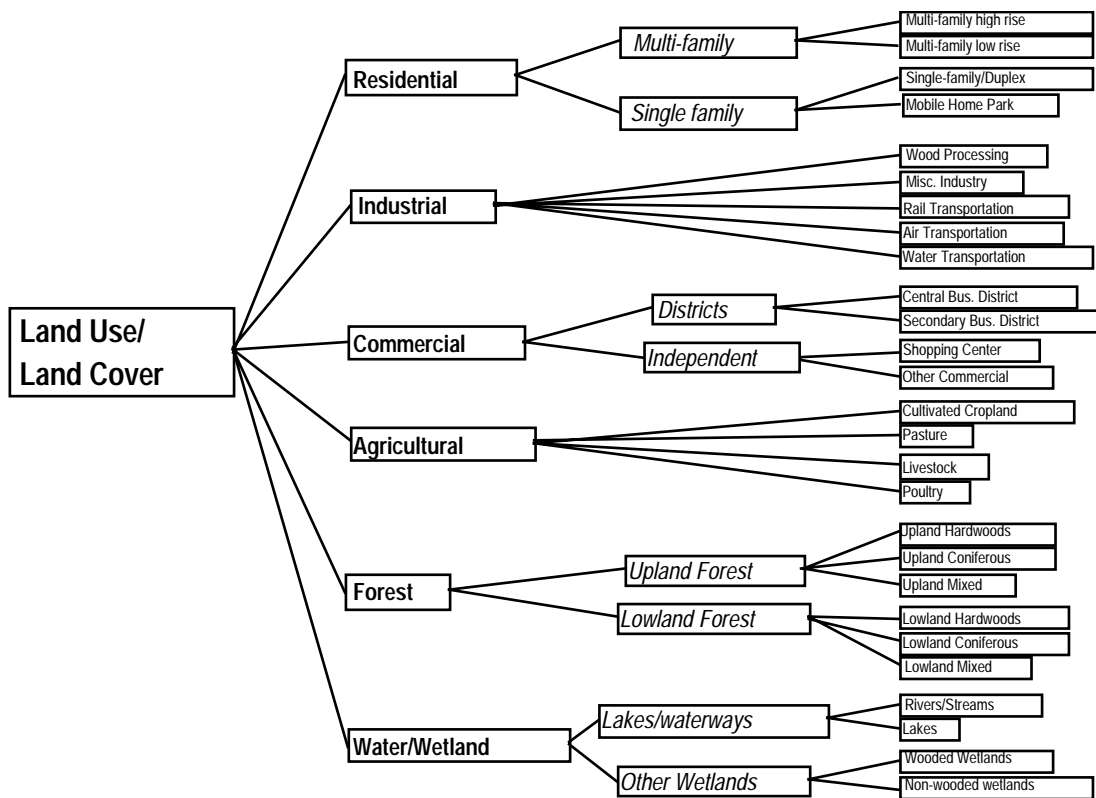 Land Use/
Land Cover
Residential
Multi-family
Multi-family high rise
Multi-family low rise
Single family
Single-family/Duplex
Mobile Home Park
Industrial
Wood Processing
Misc. Industry
Rail Transportation
Air Transportation
Water Transportation
Commercial
Districts
Central Bus. District
Secondary Bus. District
Independent
Shopping Center
Other Commercial
Agricultural
Cultivated Cropland
Pasture
Livestock
Poultry
Forest
Upland Forest
Upland Hardwoods
Upland Coniferous
Upland Mixed
Lowland Forest
Lowland Hardwoods
Lowland Coniferous
Lowland Mixed
Water/Wetland
Lakes/waterways
Rivers/Streams
Lakes
Other Wetlands
Wooded Wetlands
Non-wooded wetlands